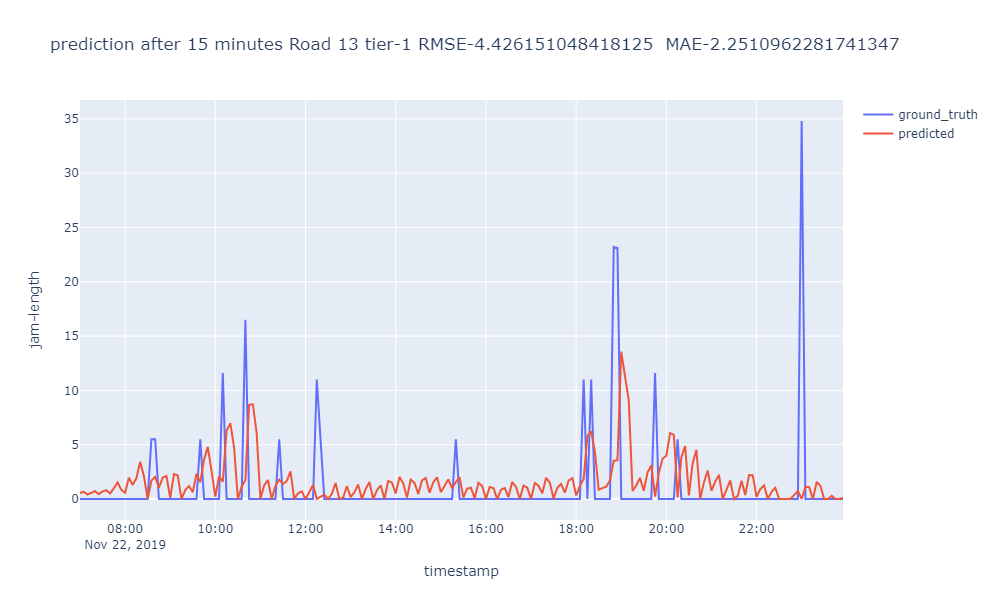 prediction after 15 minutes Road 13 tier-1 RMSE-4.426151048418125  MAE-2.2510962281741347
ground_truth
predicted
35
30
25
20
15
10
5
0
jam-length
08:00 10:00 12:00 14:00 16:00 18:00 20:00 22:00
Nov 22, 2019
timestamp